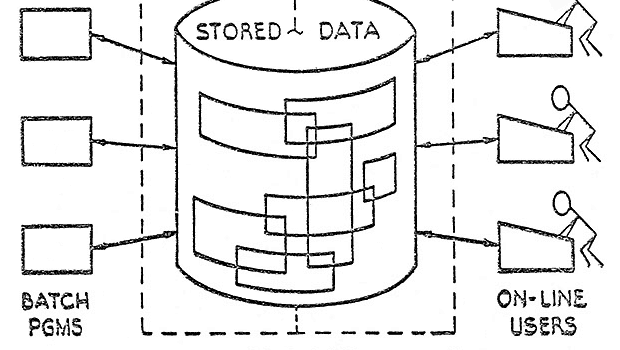 STORED DATA
BATCH
PGMS
ON-LINE
USERS